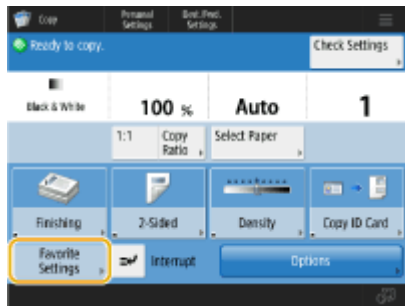 Copy
Personal
Settings
Dest./Fwd.
Settings
Ready to copy.
Check Settings
Black & White
100 %
Auto
1
1:1
Copy
Ratio
Select Paper
Finishing
2-Sided
Density
Copy ID Card
Favorite
Settings
Interrupt
Options